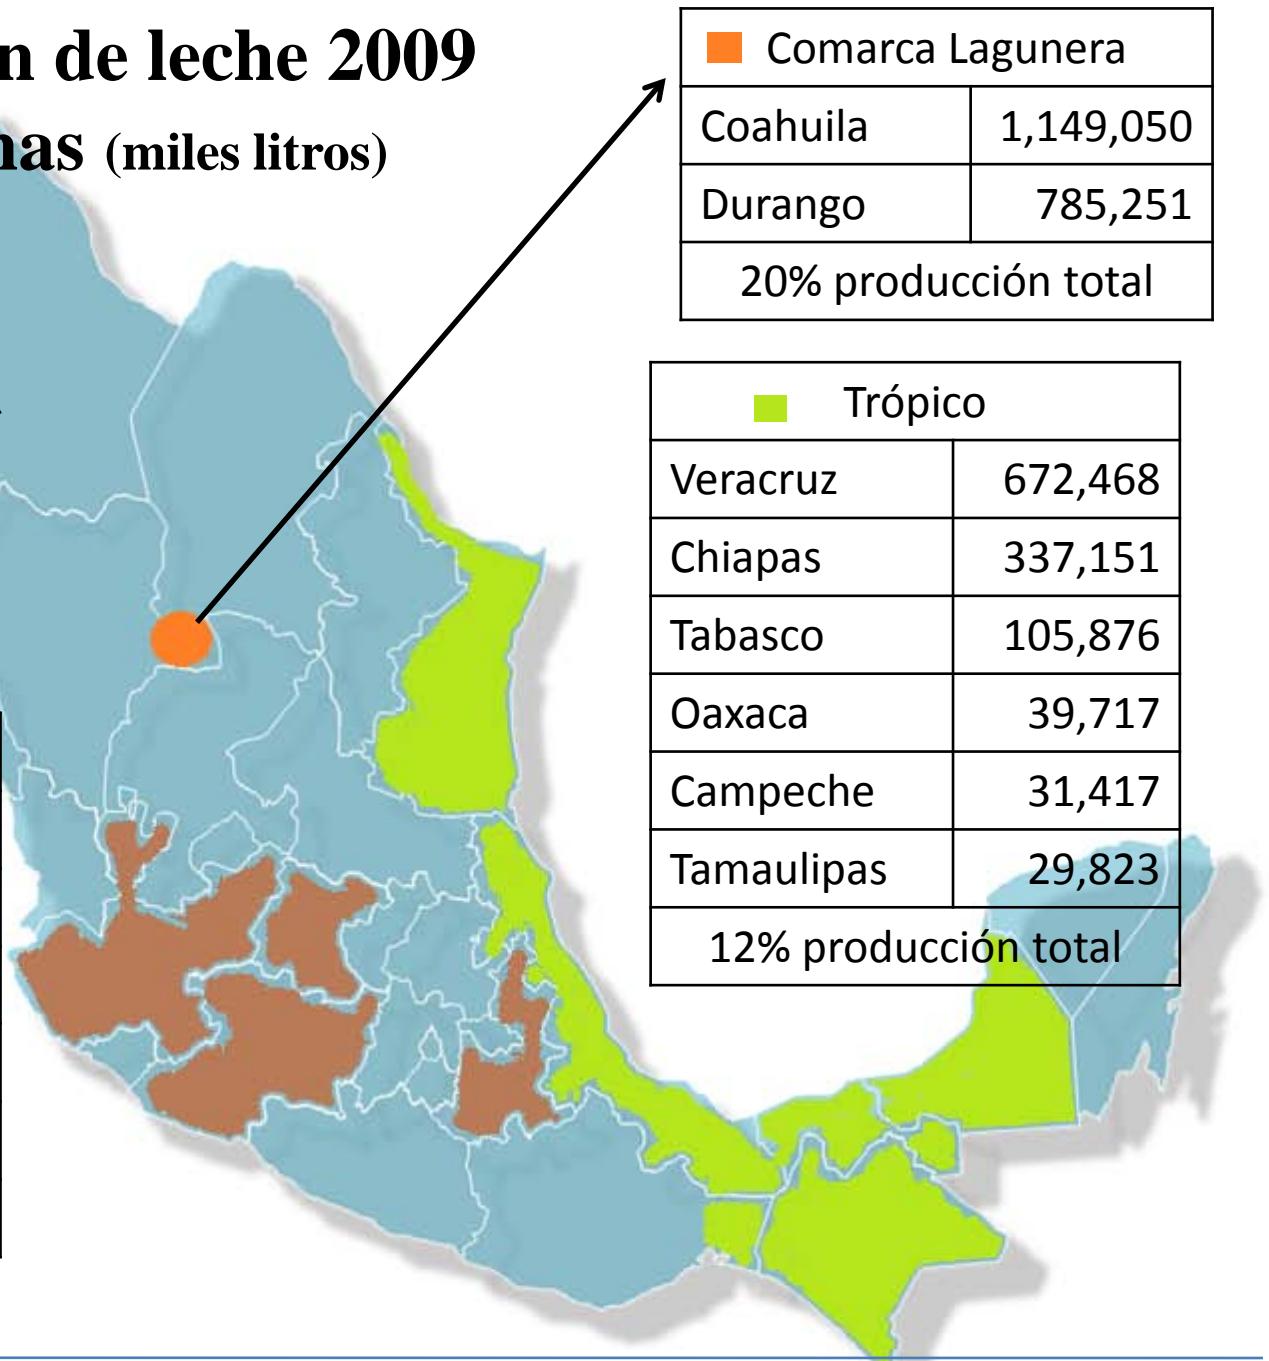 n de leche 2009
nas (miles litros)
Comarca Lagunera
Coahuila 1,149,050
Durango 785,251
20% producción total
Trópico
Veracruz 672,468
Chiapas 337,151
Tabasco 105,876
Oaxaca 39,717
Campeche 31,417
Tamaulipas 29,823
12% producción total